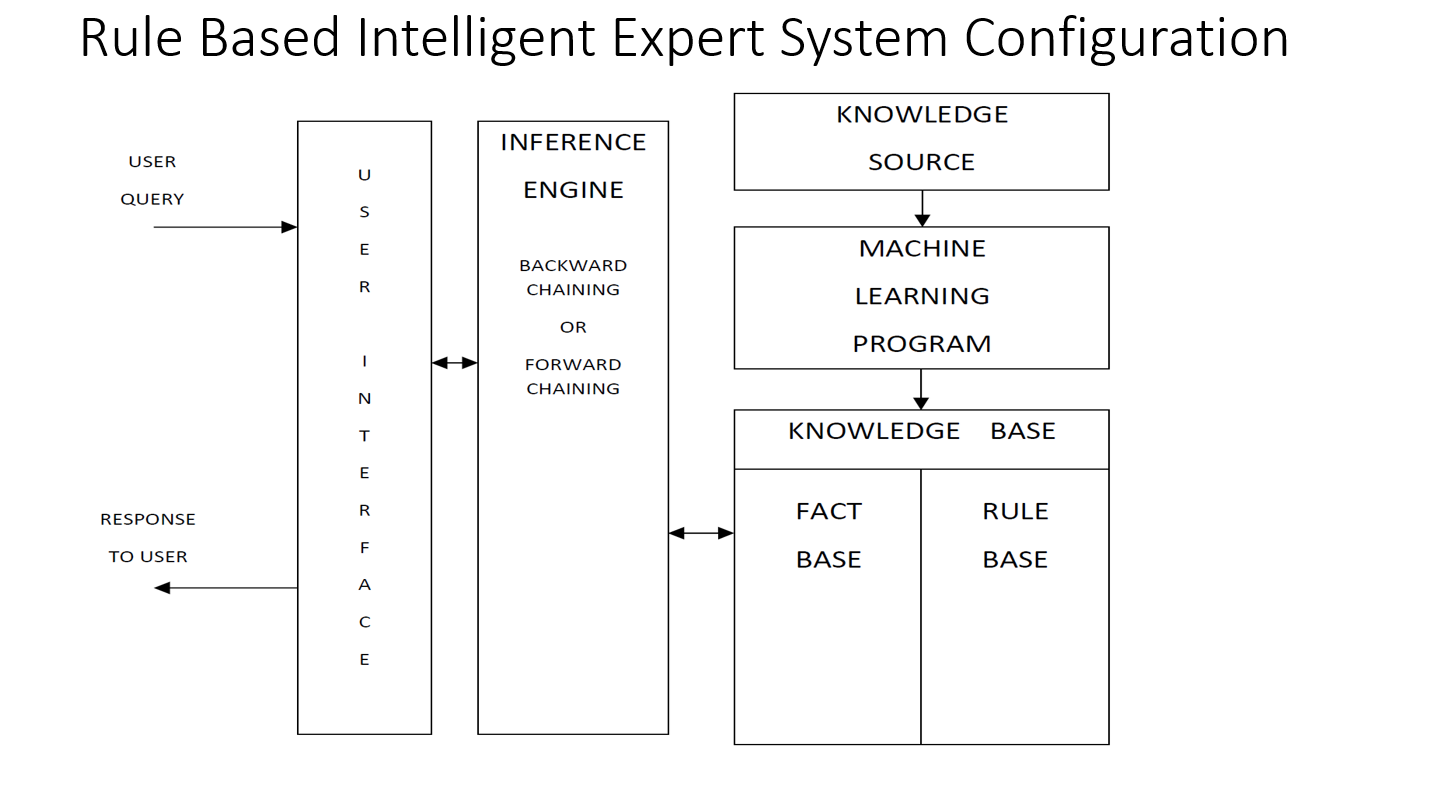 Rule Based Intelligent Expert System Configuration
USER
QUERY
RESPONSE
TO USER
U
S
E
R
I
N
T
E
R
F
A
C
E
INFERENCE
ENGINE
BACKWARD
CHAINING
OR
FORWARD
CHAINING
KNOWLEDGE
SOURCE
MACHINE
LEARNING
PROGRAM
KNOWLEDGE BASE
FACT
BASE
RULE
BASE